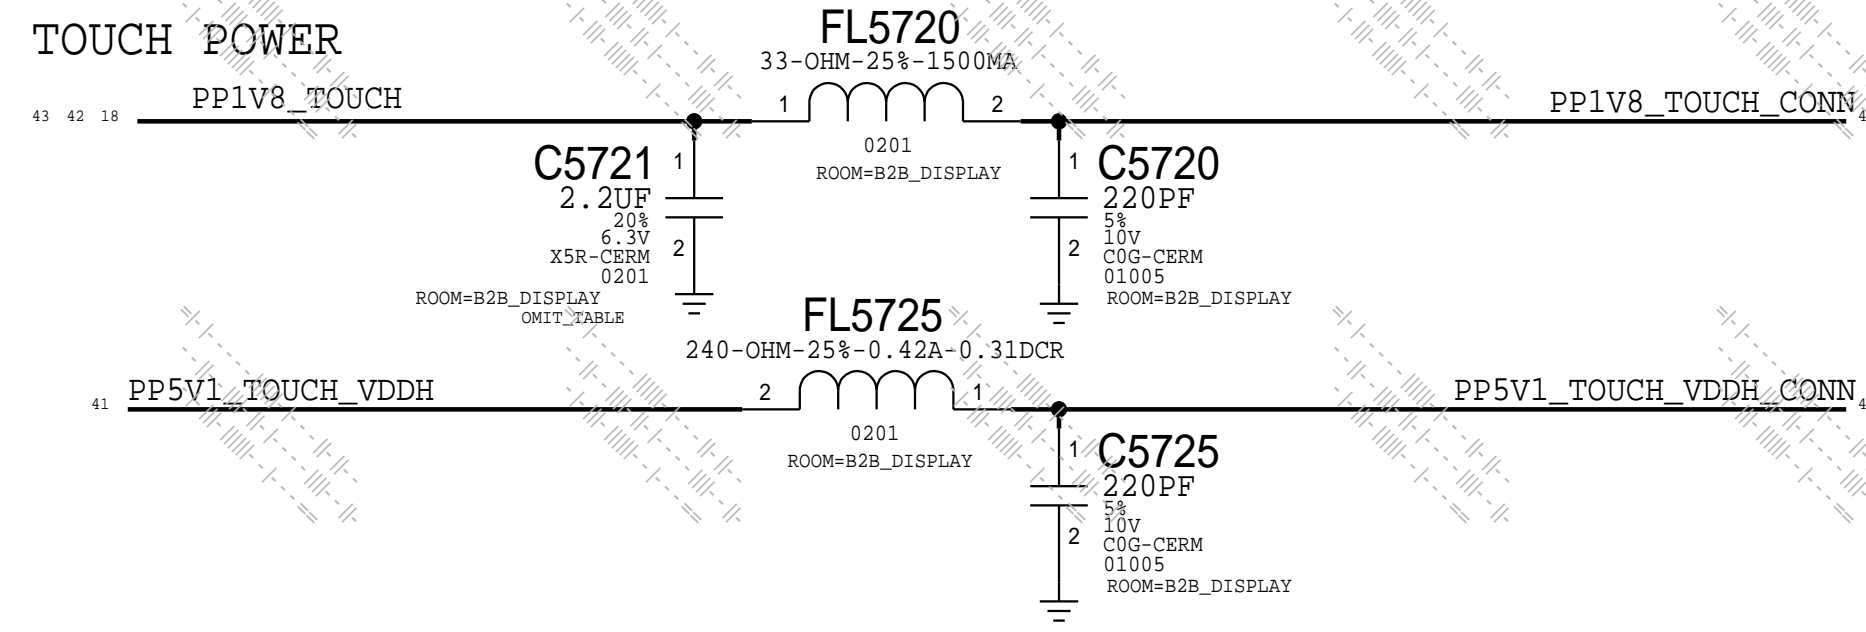 TOUCH POWER
FL5720
33-OHM-25%-1500MA
PP1V8_TOUCH
1
2
PP1V8_TOUCH_CONN
43 42 18
4
0201
ROOM=B2B_DISPLAY
C5721
1
2.2UF
20%
6.3V
X5R-CERM
2
0201
ROOM=B2B_DISPLAY
OMIT_TABLE
1
C5720
220PF
5%
10V
2
C0G-CERM
01005
ROOM=B2B_DISPLAY
FL5725
240-OHM-25%-0.42A-0.31DCR
PP5V1_TOUCH_VDDH
2
1
PP5V1_TOUCH_VDDH_CONN
41
4
0201
ROOM=B2B_DISPLAY
1
C5725
220PF
5%
10V
2
C0G-CERM
01005
ROOM=B2B_DISPLAY